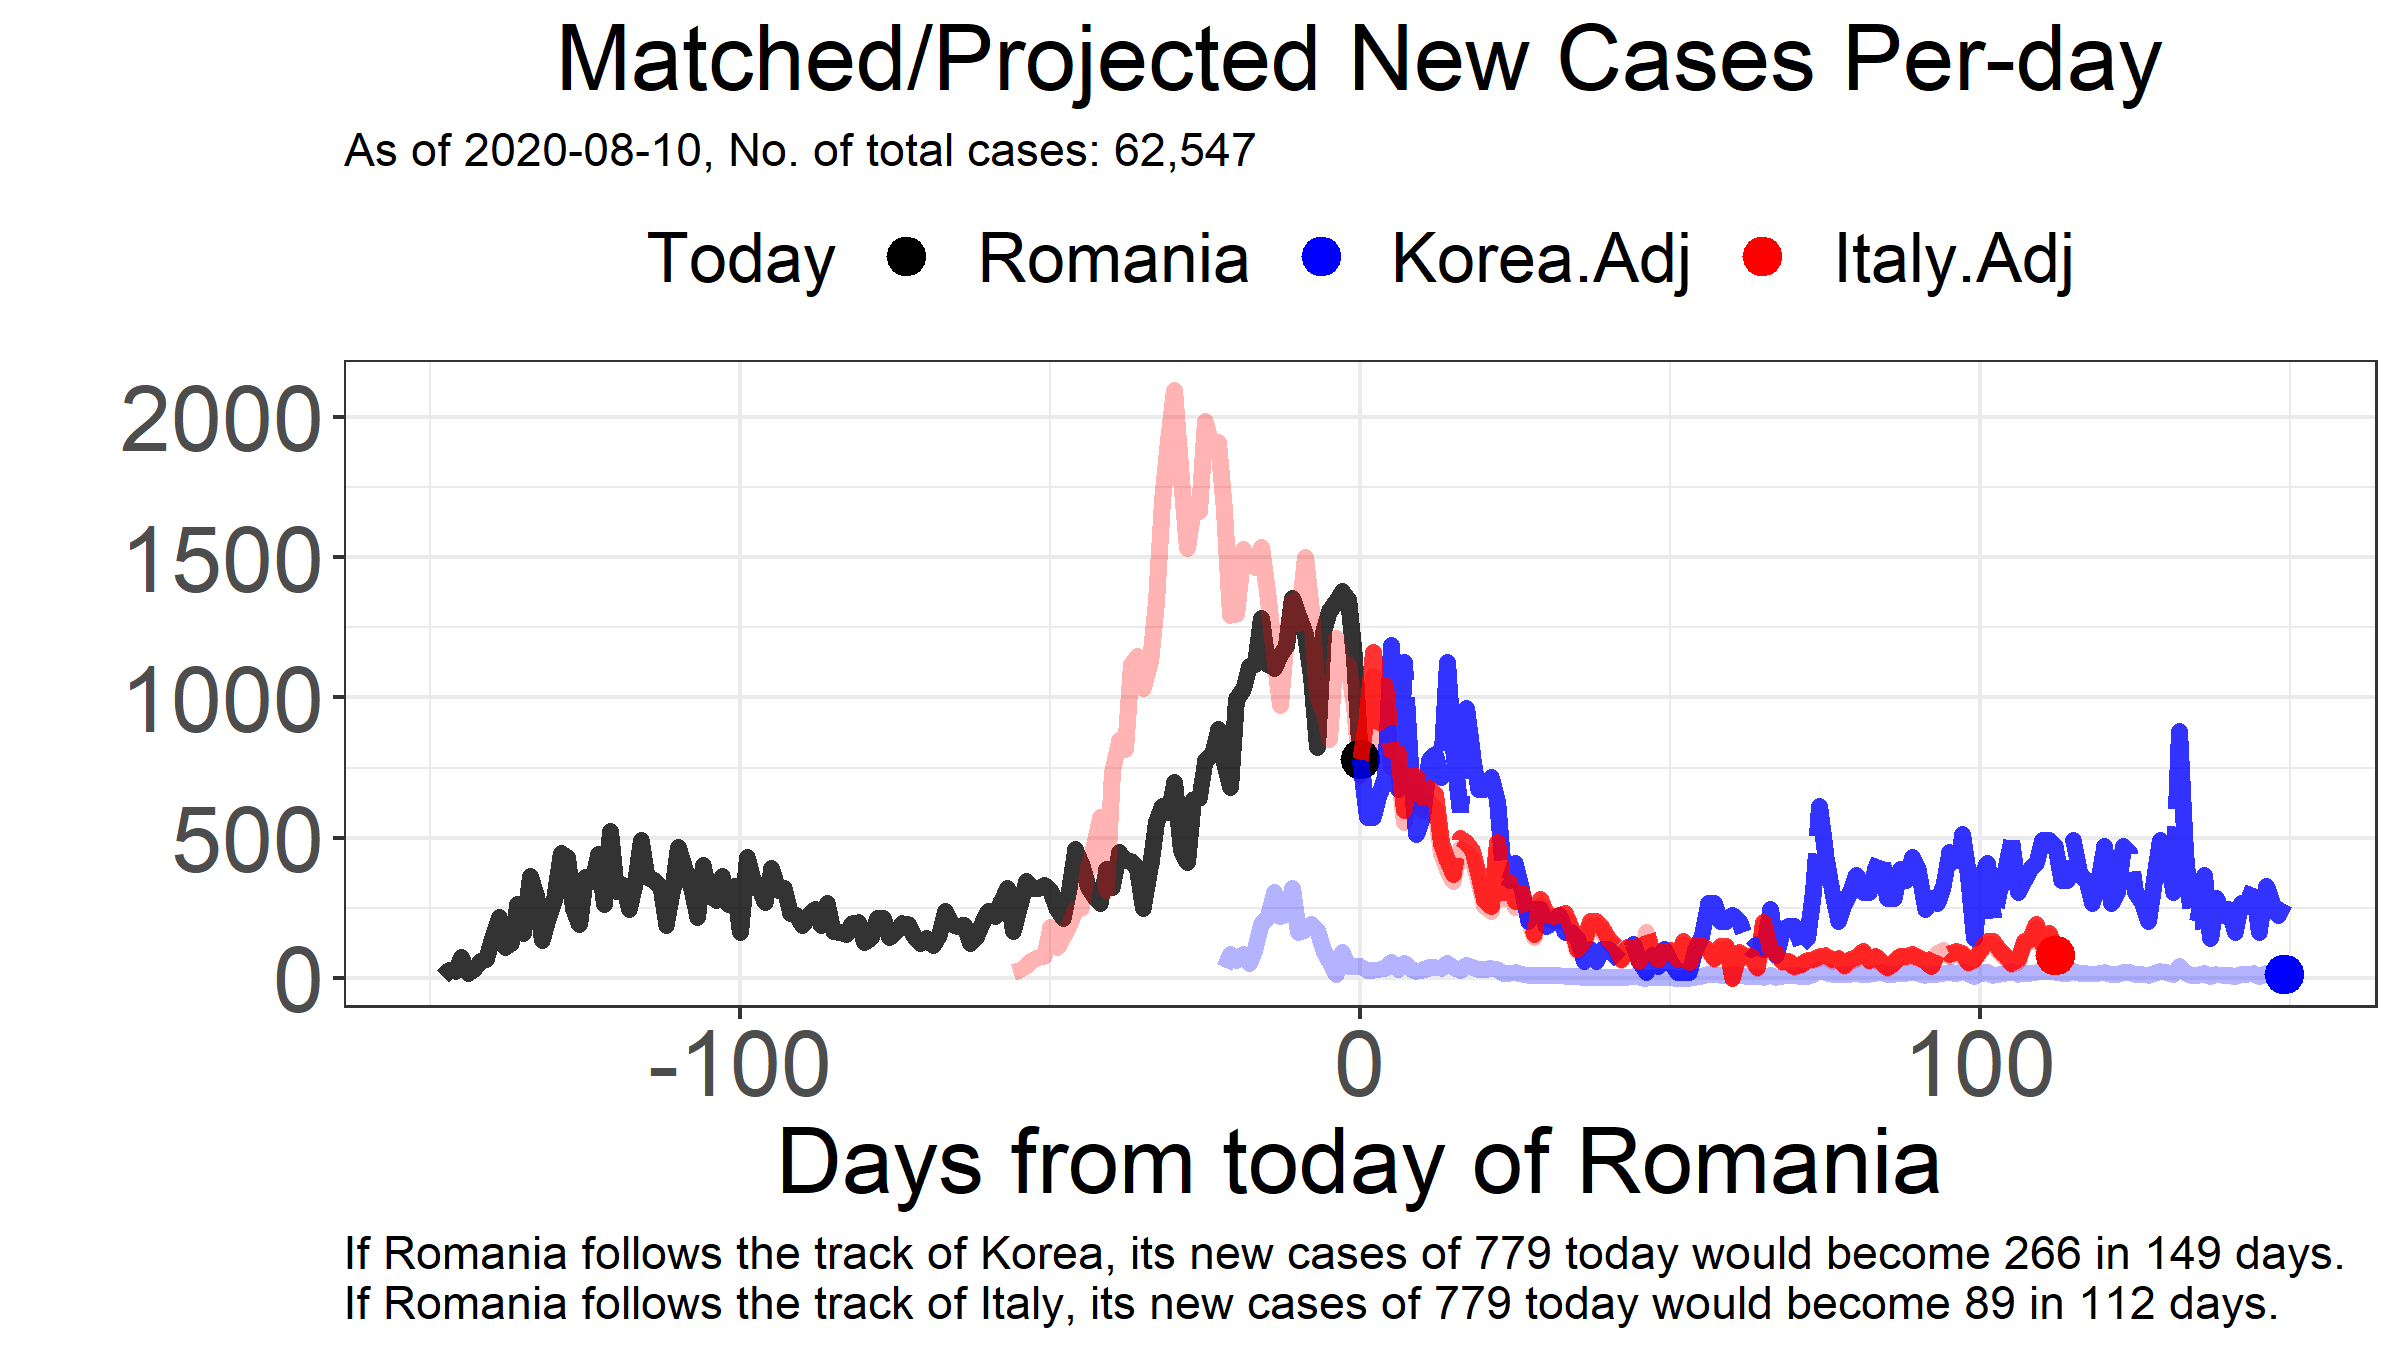 Matched/Projected New Cases Per-day
As of 2020-08-10, No. of total cases: 62,547
Today Romania Korea.Adj Italy.Adj
2000
1500
1000
500
0
-100 0 100
Days from today of Romania
If Romania follows the track of Korea, its new cases of 779 today would become 266 in 149 days.
If Romania follows the track of Italy, its new cases of 779 today would become 89 in 112 days.